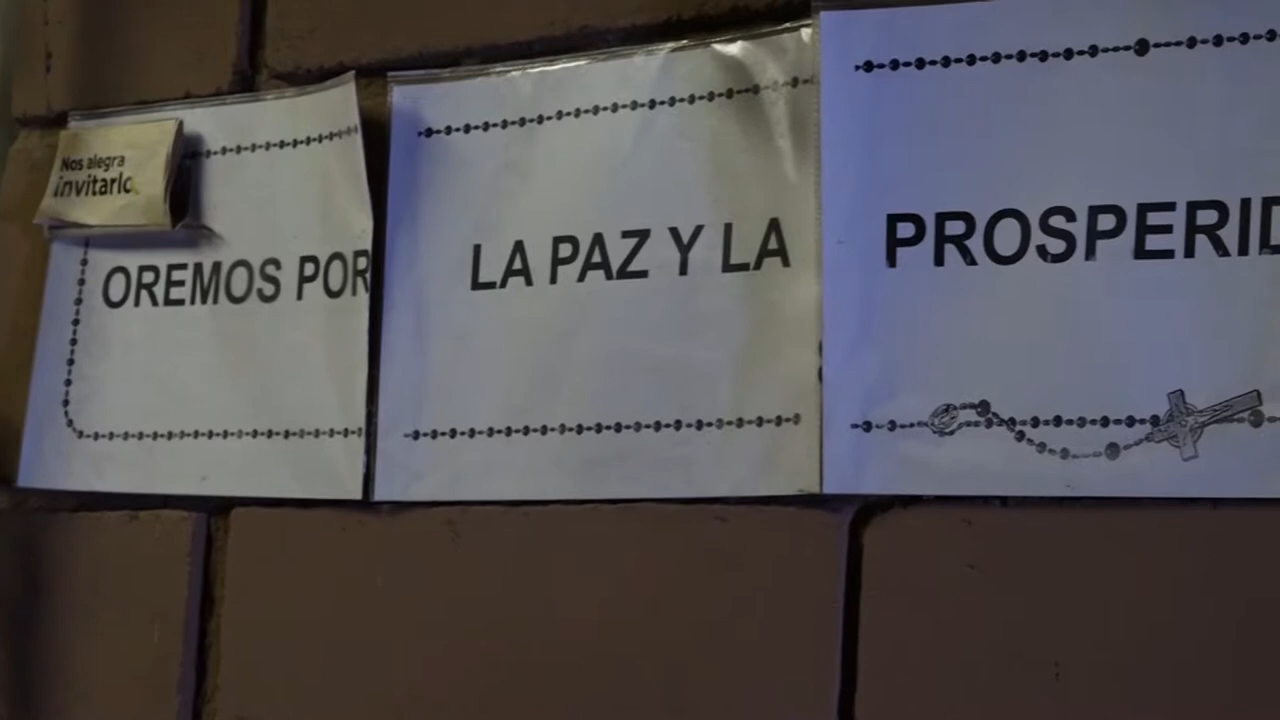 Nos alegra
invitarlo
OREMOS POR
LA PAZ Y LA
PROSPERID